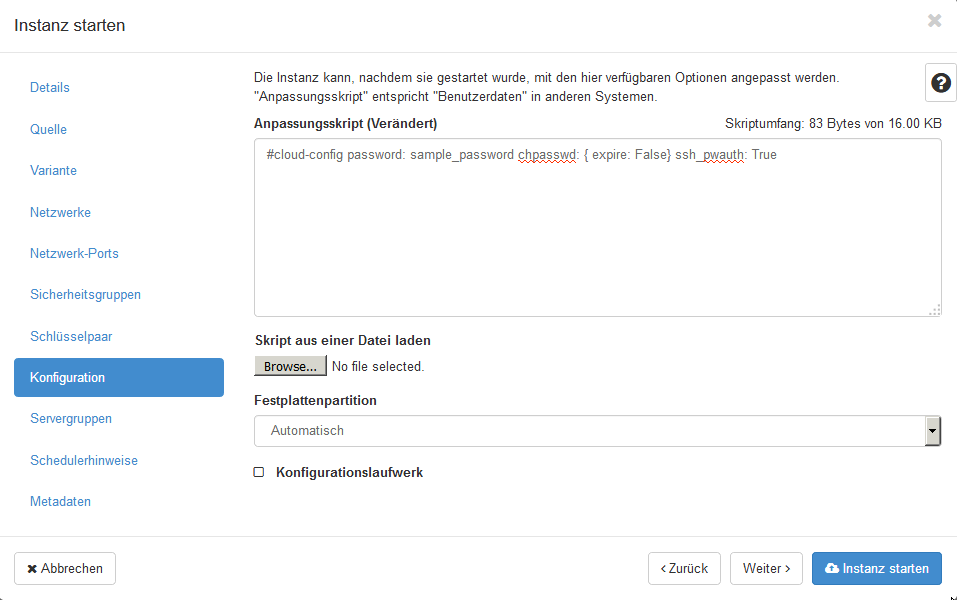 Instanz starten
Details
Quelle
Variante
Netzwerke
Netzwerk-Ports
Sicherheitsgruppen
Schlüsselpaar
Konfiguration
Servergruppen
Schedulerhinweise
Metadaten
Die Instanz kann, nachdem sie gestartet wurde, mit den hier verfügbaren Optionen angepasst werden.
"Anpassungsskript" entspricht "Benutzerdaten" in anderen Systemen.
Anpassungsskript (Verändert) Skriptumfang: 83 Bytes von 16.00 KB
#cloud-config password: sample_password chpasswd: { expire: False} ssh_pwauth: True
Skript aus einer Datei laden
Browse... No file selected.
Festplattenpartition
Automatisch
Konfigurationslaufwerk
Abbrechen
Zurück
Weiter
Instanz starten